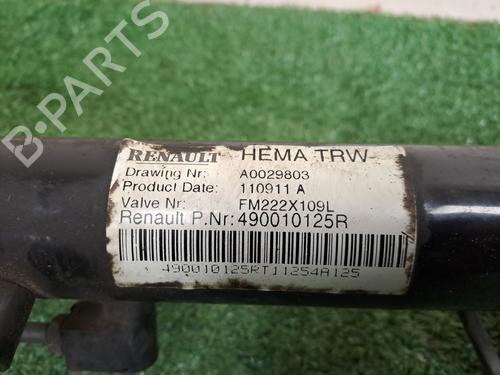 RENAULT HEMA TRW
Drawing Nr: A0029803
Product Date: 110911 A
Valve Nr: FM222X109L
Renault P.Nr: 490010125R
490010125RT11254A125
B-PARTS